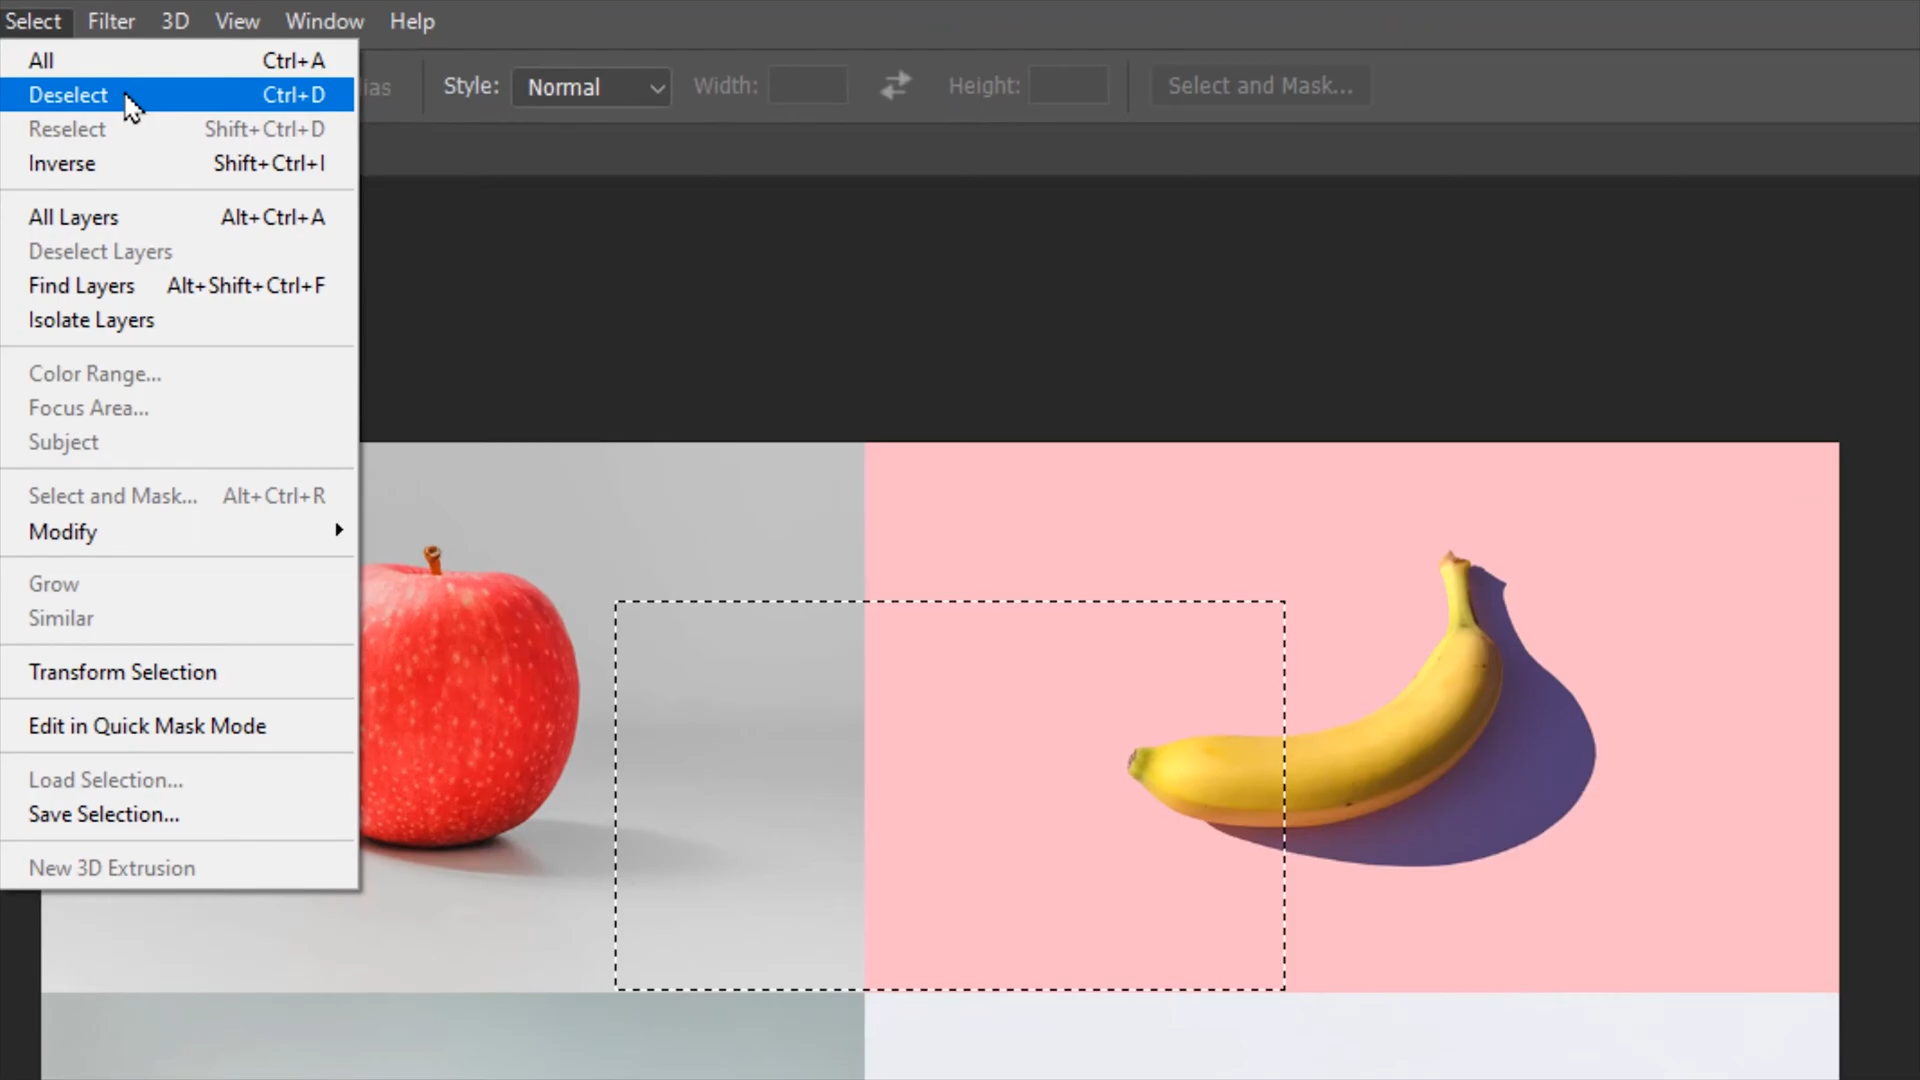 Select Filter 3D View Window Help
All Ctrl+A
Deselect Ctrl+D
Reselect Shift+Ctrl+D
Inverse Shift+Ctrl+I
All Layers Alt+Ctrl+A
Deselect Layers
Find Layers Alt+Shift+Ctrl+F
Isolate Layers
Color Range...
Focus Area...
Subject
Select and Mask... Alt+Ctrl+R
Modify
Grow
Similar
Transform Selection
Edit in Quick Mask Mode
Load Selection...
Save Selection...
New 3D Extrusion
ias Style: Normal Width: Height: Select and Mask...